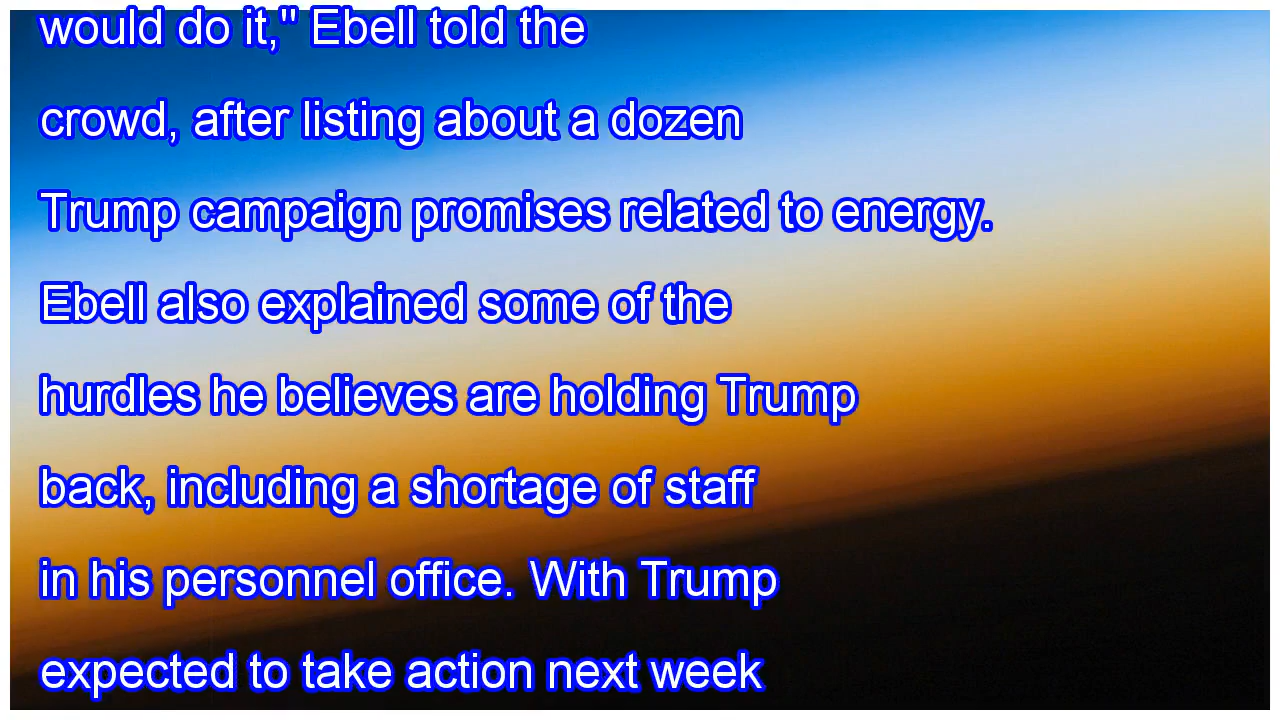 would do it," Ebell told the
crowd, after listing about a dozen
Trump campaign promises related to energy.
Ebell also explained some of the
hurdles he believes are holding Trump
back, including a shortage of staff
in his personnel office. With Trump
expected to take action next week